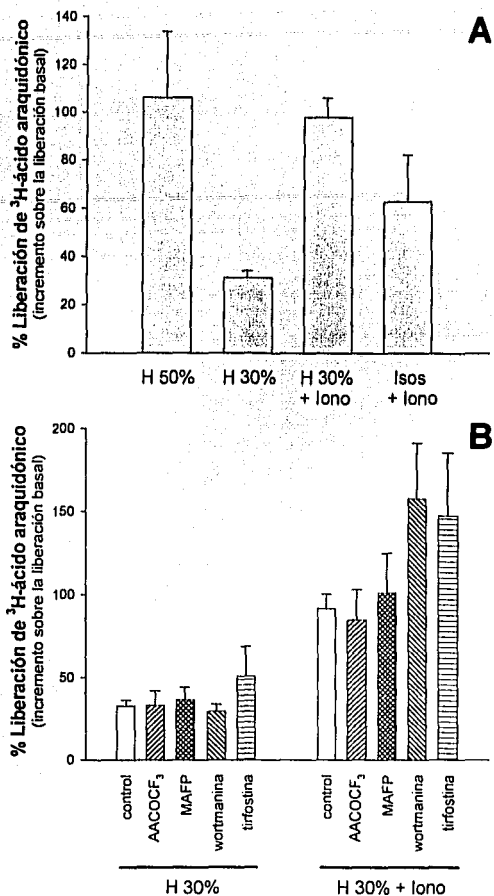 A
% Liberación de ³H-ácido araquidónico
(incremento sobre la liberación basal)
140
120
100
80
60
40
20
0
H 50%
H 30%
H 30%
+ Iono
Isos
+ Iono
B
% Liberación de ³H-ácido araquidónico
(incremento sobre la liberación basal)
200
150
100
50
0
control
AACOCF₃
MAFP
wortmanina
tirfostina
control
AACOCF₃
MAFP
wortmanina
tirfostina
H 30%
H 30% + Iono